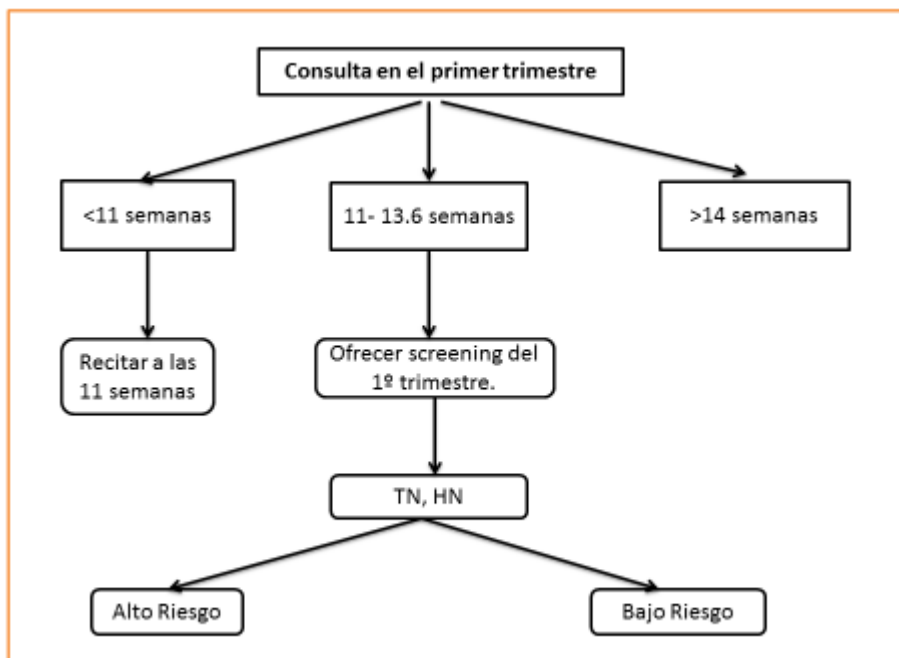 Consulta en el primer trimestre
<11 semanas
11- 13.6 semanas
>14 semanas
Recitar a las
11 semanas
Ofrecer screening del
1º trimestre.
TN, HN
Alto Riesgo
Bajo Riesgo